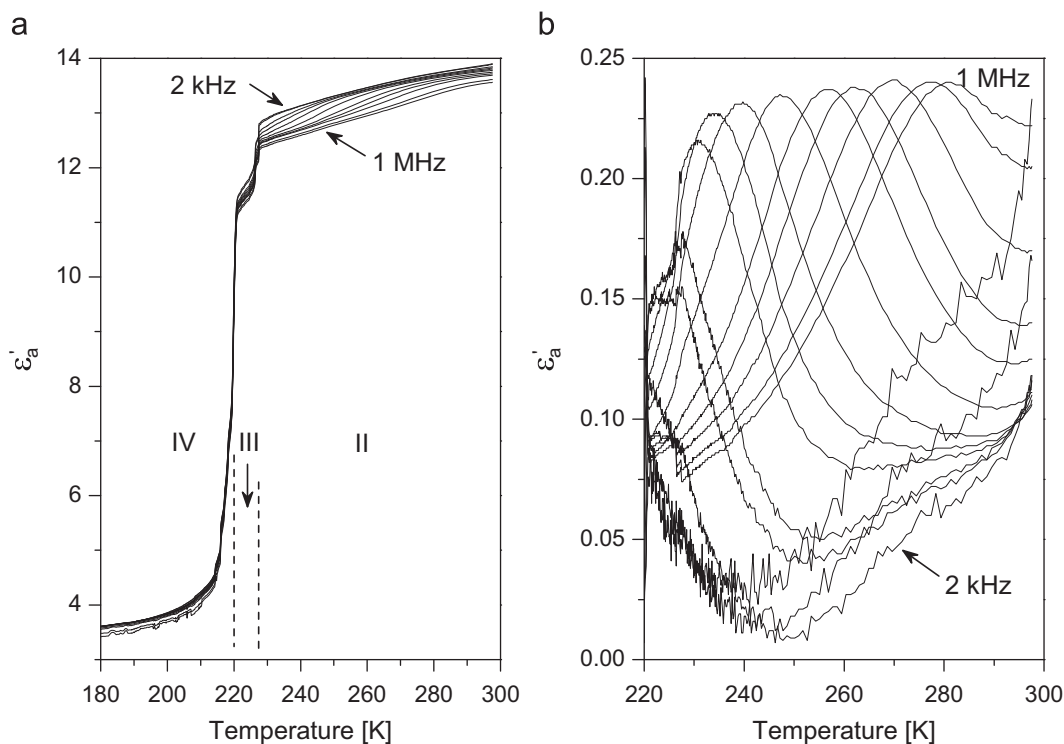 a
14
12
10
8
6
4
ε'ₐ
2 kHz
1 MHz
IV
III
II
180 200 220 240 260 280 300
Temperature [K]
b
0.25
0.20
0.15
0.10
0.05
0.00
ε'ₐ
1 MHz
2 kHz
220 240 260 280 300
Temperature [K]